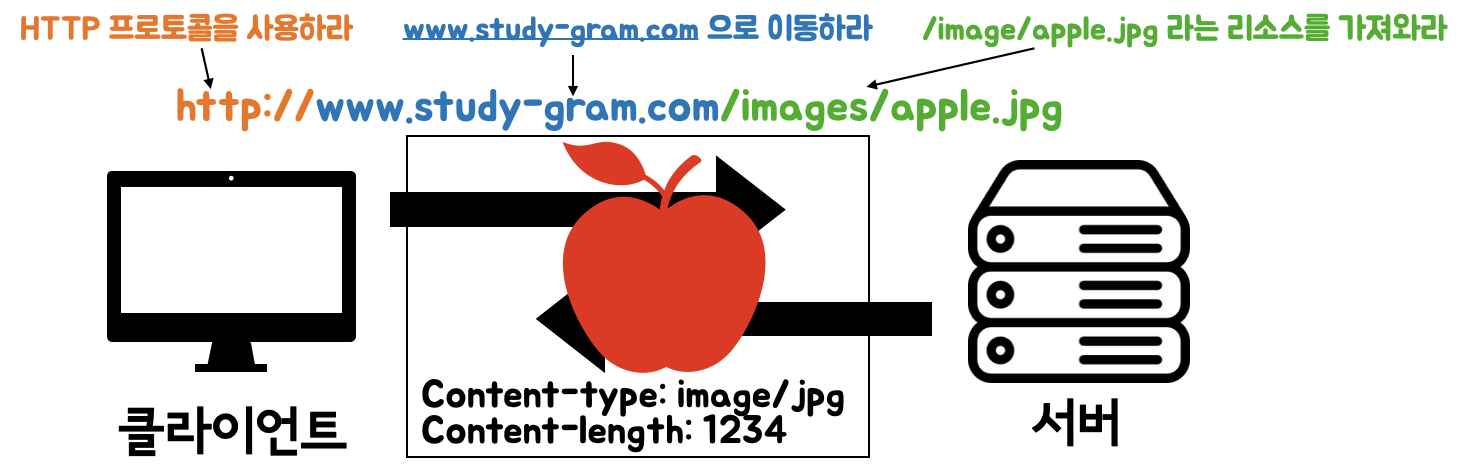 HTTP 프로토콜을 사용하라
www.study-gram.com 으로 이동하라
/image/apple.jpg 라는 리소스를 가져와라
http://www.study-gram.com/images/apple.jpg
Content-type: image/jpg
Content-length: 1234
클라이언트
서버